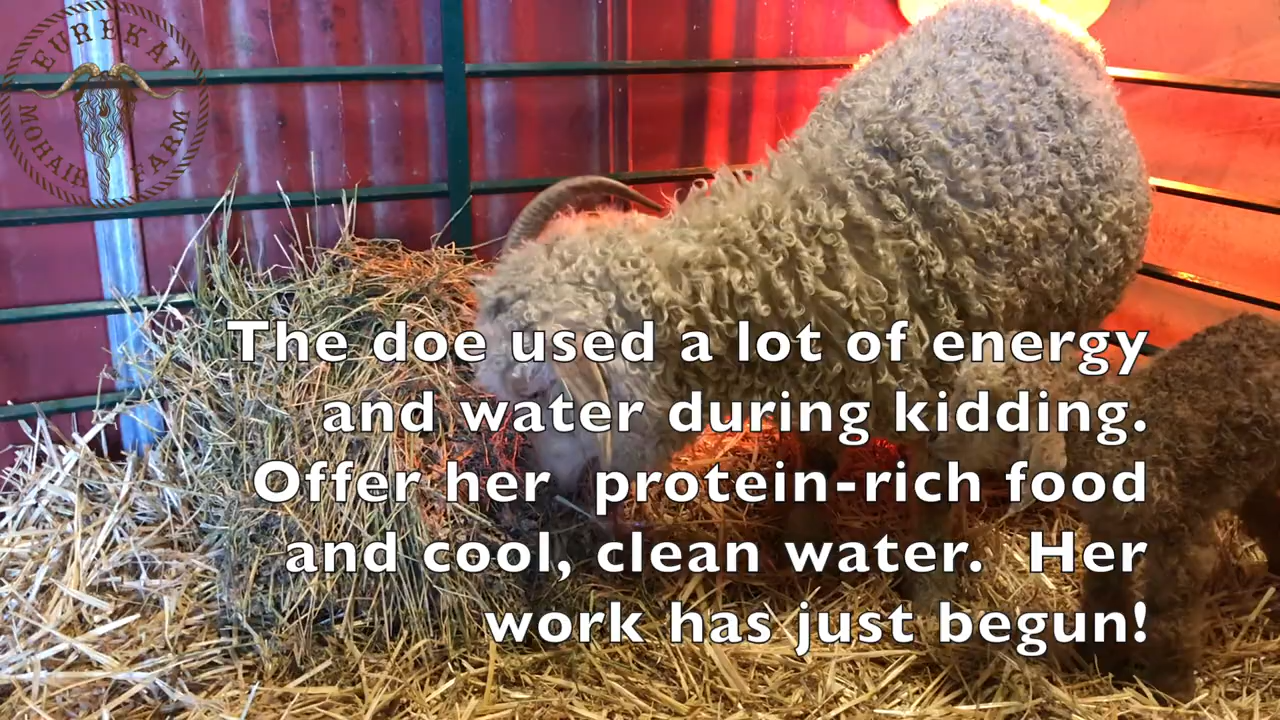 EUREKA!
MOHAIR FARM
The doe used a lot of energy
and water during kidding.
Offer her  protein-rich food
and cool, clean water.  Her
work has just begun!